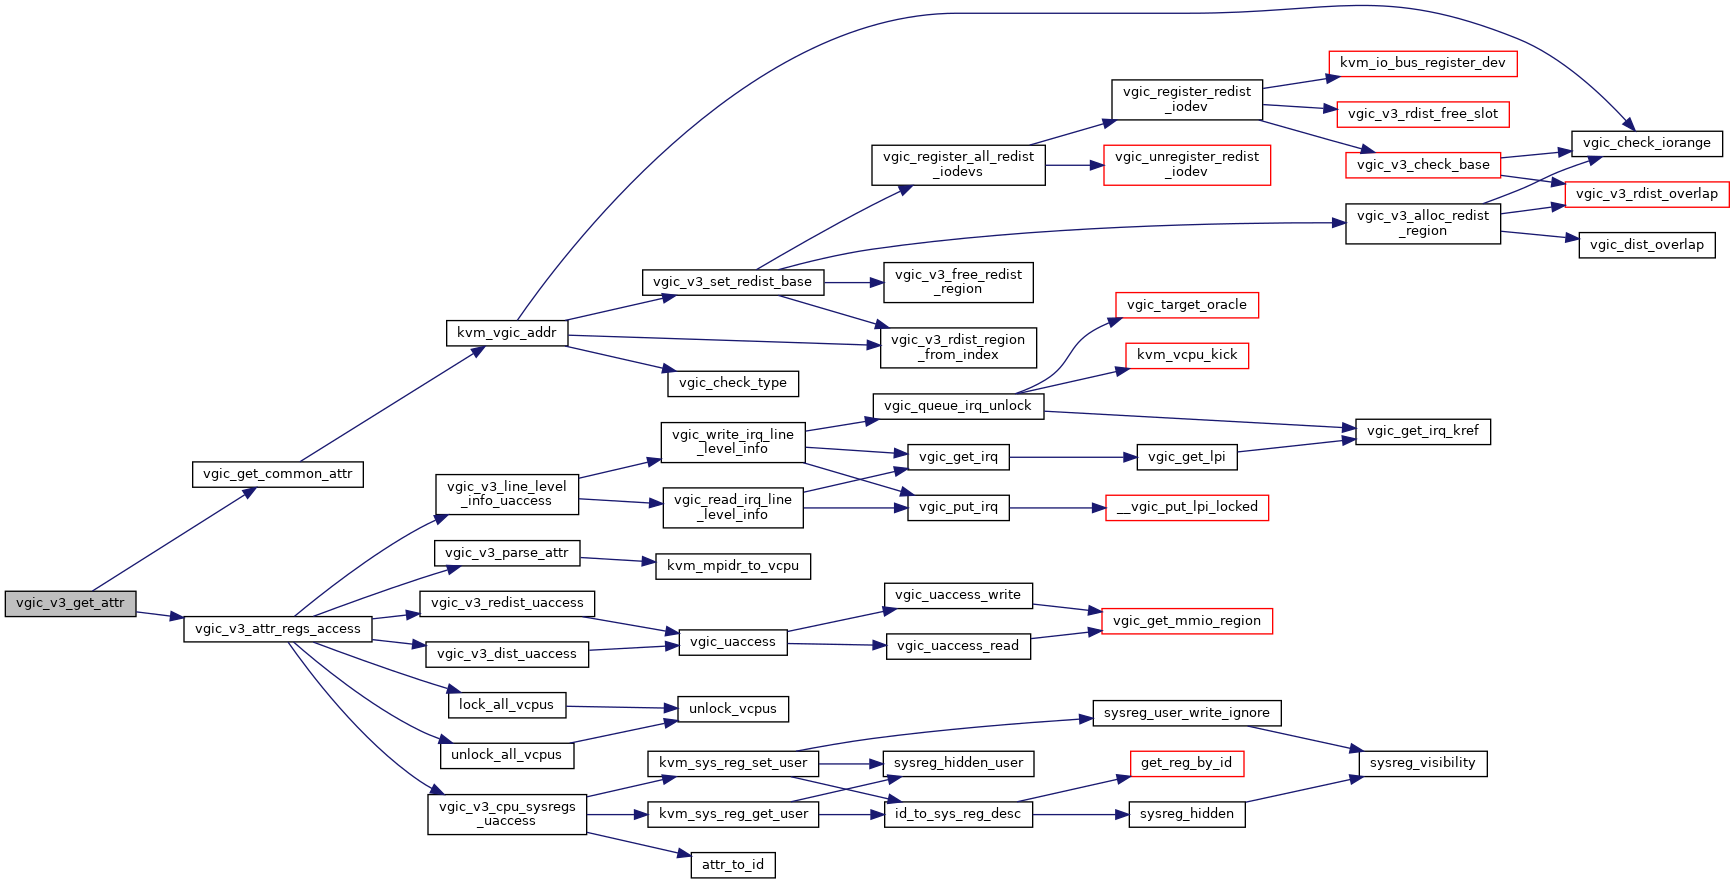 kvm_io_bus_register_dev
vgic_register_redist
_iodev
vgic_v3_rdist_free_slot
vgic_check_iorange
vgic_register_all_redist
_iodevs
vgic_unregister_redist
_iodev
vgic_v3_check_base
vgic_v3_rdist_overlap
vgic_v3_alloc_redist
_region
vgic_dist_overlap
vgic_v3_set_redist_base
vgic_v3_free_redist
_region
vgic_target_oracle
kvm_vgic_addr
vgic_v3_rdist_region
_from_index
kvm_vcpu_kick
vgic_check_type
vgic_queue_irq_unlock
vgic_get_irq_kref
vgic_write_irq_line
_level_info
vgic_get_irq
vgic_get_lpi
vgic_get_common_attr
vgic_v3_line_level
_info_uaccess
vgic_read_irq_line
_level_info
vgic_put_irq
__vgic_put_lpi_locked
vgic_v3_parse_attr
kvm_mpidr_to_vcpu
vgic_v3_get_attr
vgic_v3_redist_uaccess
vgic_uaccess_write
vgic_get_mmio_region
vgic_v3_attr_regs_access
vgic_uaccess
vgic_uaccess_read
vgic_v3_dist_uaccess
lock_all_vcpus
unlock_vcpus
sysreg_user_write_ignore
unlock_all_vcpus
kvm_sys_reg_set_user
sysreg_hidden_user
get_reg_by_id
sysreg_visibility
vgic_v3_cpu_sysregs
_uaccess
kvm_sys_reg_get_user
id_to_sys_reg_desc
sysreg_hidden
attr_to_id